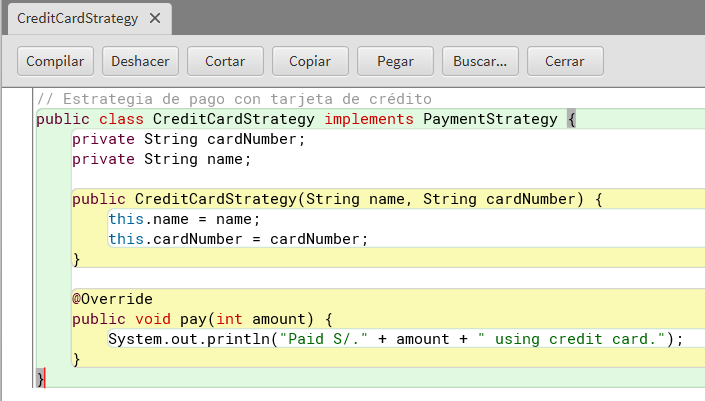 CreditCardStrategy ×
Compilar Deshacer Cortar Copiar Pegar Buscar... Cerrar
// Estrategia de pago con tarjeta de crédito
public class CreditCardStrategy implements PaymentStrategy {
    private String cardNumber;
    private String name;

    public CreditCardStrategy(String name, String cardNumber) {
        this.name = name;
        this.cardNumber = cardNumber;
    }

    @Override
    public void pay(int amount) {
        System.out.println("Paid S/." + amount + " using credit card.");
    }
}